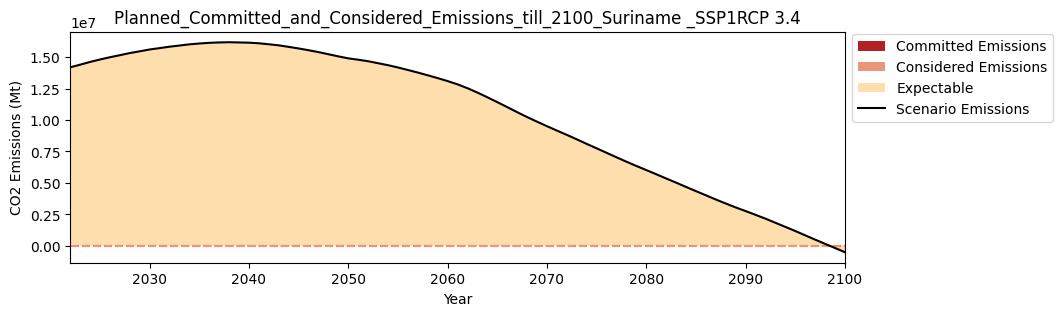 Planned_Committed_and_Considered_Emissions_till_2100_Suriname _SSP1RCP 3.4
1e7
CO2 Emissions (Mt)
1.50
1.25
1.00
0.75
0.50
0.25
0.00
2030 2040 2050 2060 2070 2080 2090 2100
Year
Committed Emissions
Considered Emissions
Expectable
Scenario Emissions